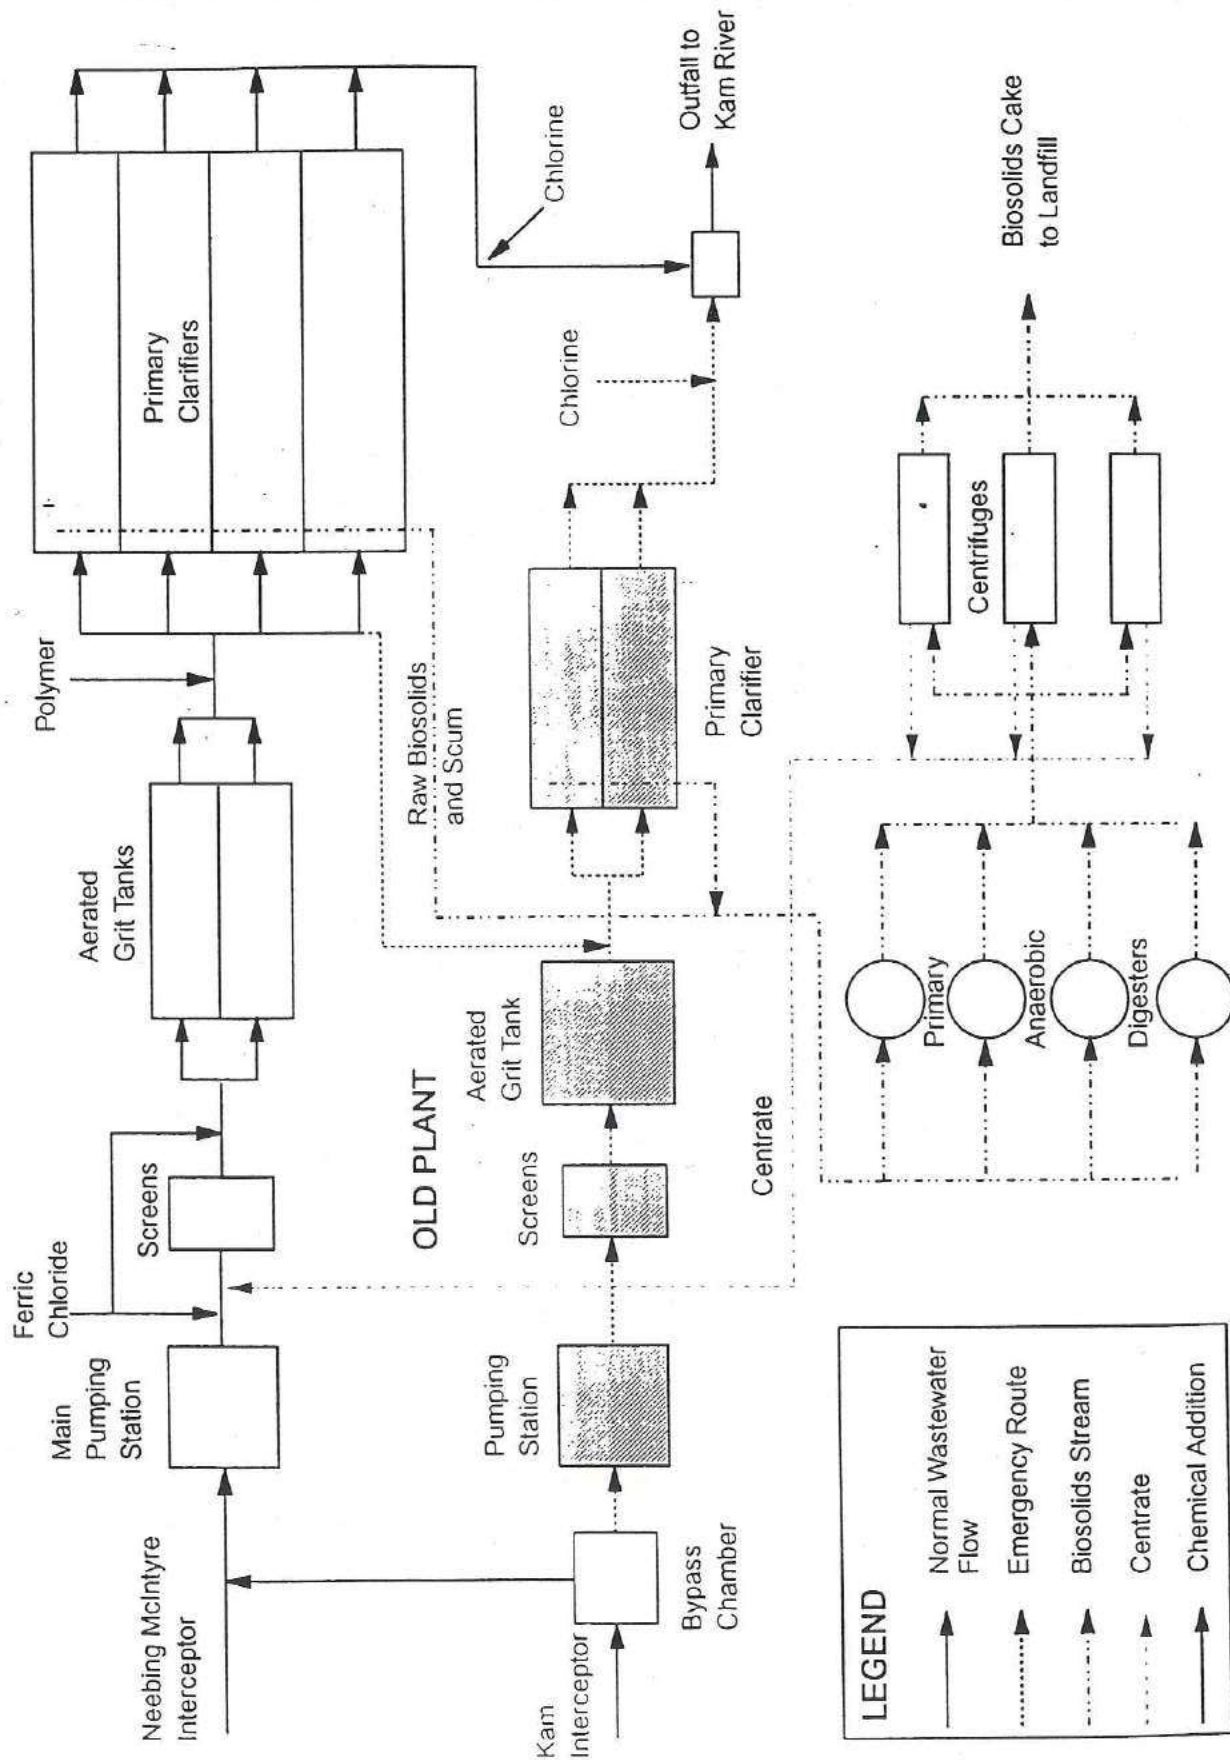 Ferric
Chloride
Polymer
Main
Pumping
Station
Screens
Aerated
Grit Tanks
Primary
Clarifiers
Neebing McIntyre
Interceptor
OLD PLANT
Raw Biosolids
and Scum
Chlorine
Kam
Interceptor
Bypass
Chamber
Pumping
Station
Screens
Aerated
Grit Tank
Primary
Clarifier
Chlorine
Outfall to
Kam River
Centrate
Primary
Anaerobic
Digesters
Centrifuges
Biosolids Cake
to Landfill
LEGEND
Normal Wastewater
Flow
Emergency Route
Biosolids Stream
Centrate
Chemical Addition